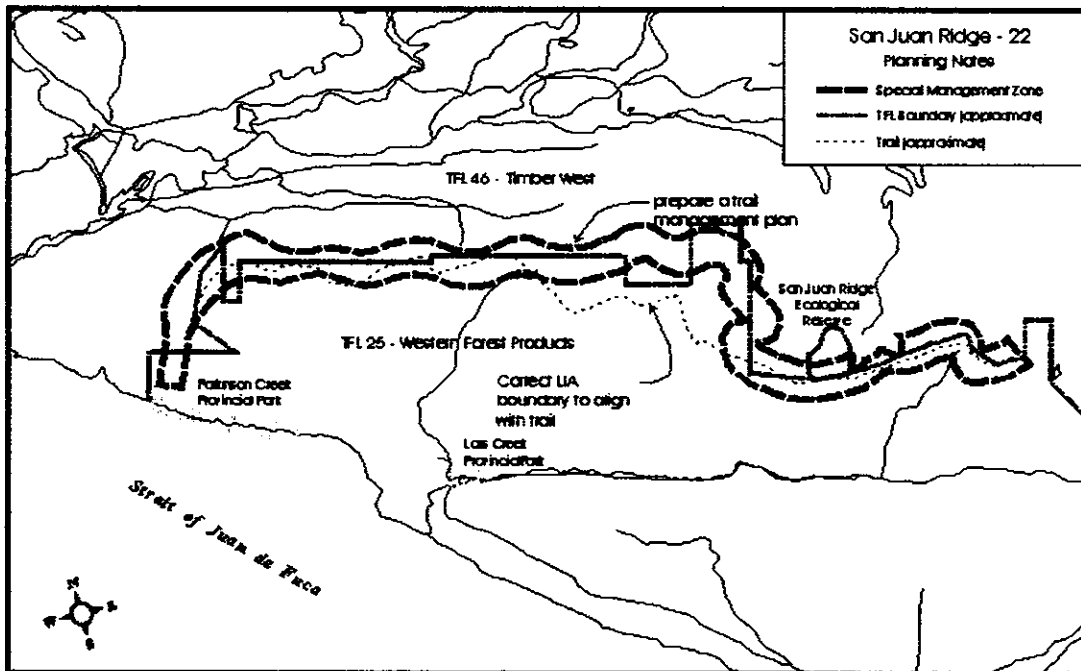 San Juan Ridge - 22
Planning Notes
Special Management Zone
TFL Boundary (approximate)
Trail (approximate)
TFL 46 - Timber West
prepare a trail
management plan
San Juan Ridge
Ecological
Reserve
TFL 25 - Western Forest Products
Parkinson Creek
Provincial Park
Correct LIA
boundary to align
with trail
Loss Creek
Provincial Park
Strait of Juan de Fuca
N
W
E
S